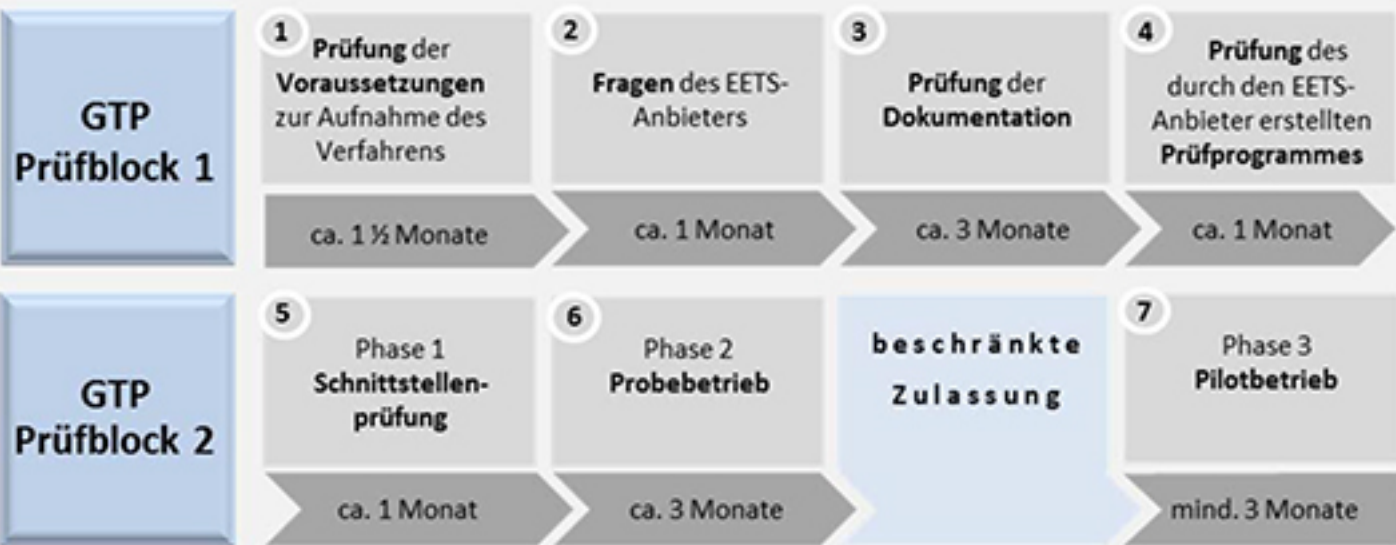 GTP
Prüfblock 1
1
Prüfung der
Voraussetzungen
zur Aufnahme des
Verfahrens
ca. 1 ½ Monate
2
Fragen des EETS-
Anbieters
ca. 1 Monat
3
Prüfung der
Dokumentation
ca. 3 Monate
4
Prüfung des
durch den EETS-
Anbieter erstellten
Prüfprogrammes
ca. 1 Monat
GTP
Prüfblock 2
5
Phase 1
Schnittstellen-
prüfung
ca. 1 Monat
6
Phase 2
Probebetrieb
ca. 3 Monate
beschränkte
Zulassung
7
Phase 3
Pilotbetrieb
mind. 3 Monate